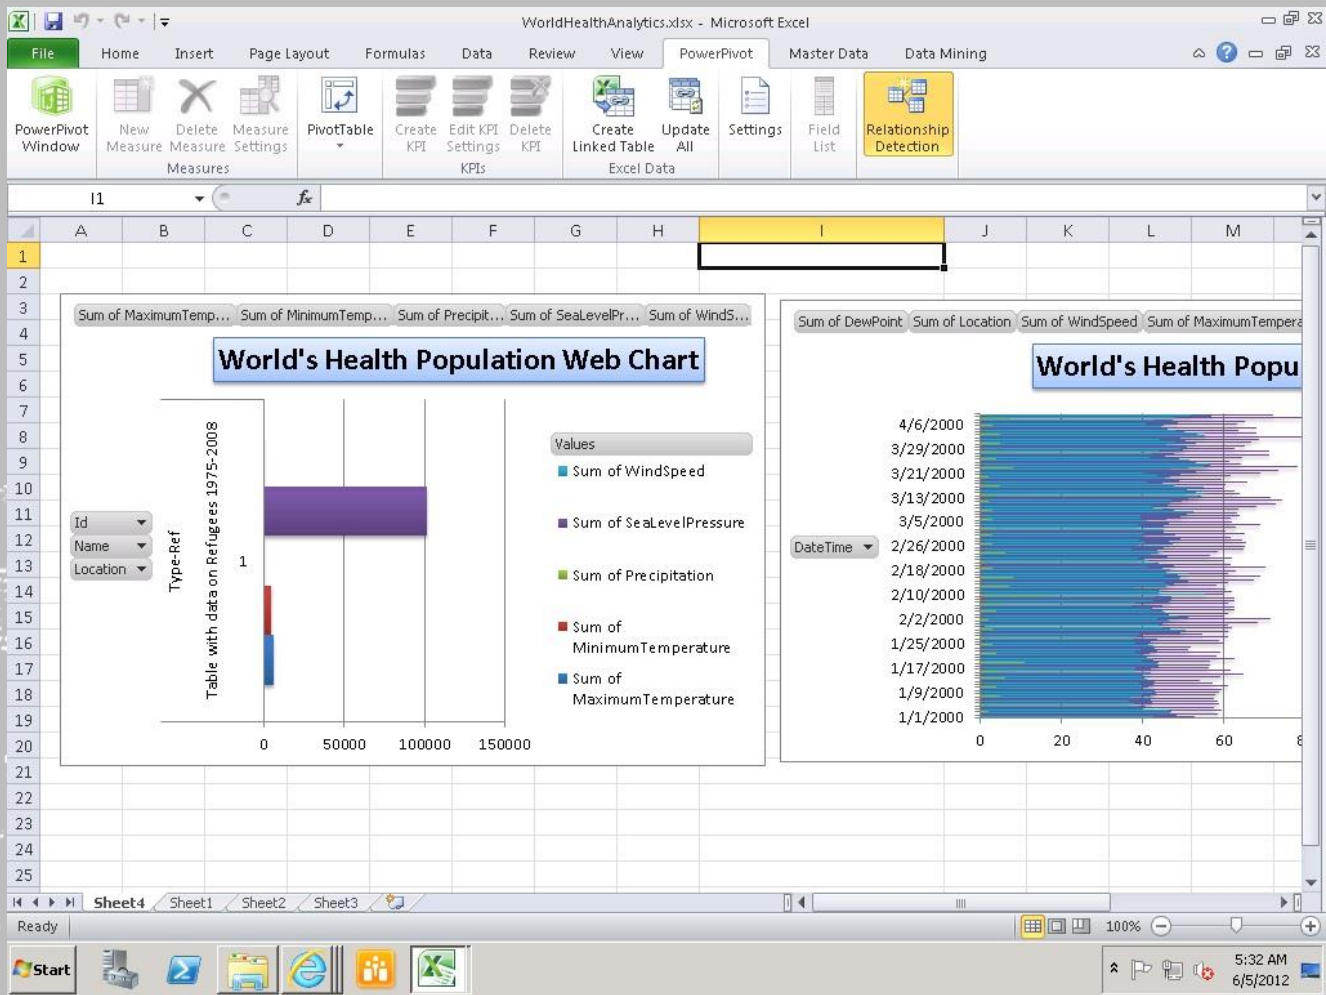 WorldHealthAnalytics.xlsx - Microsoft Excel
File Home Insert Page Layout Formulas Data Review View PowerPivot Master Data Data Mining
PowerPivot Window
New Measure
Delete Measure
Measure Settings
Measures
PivotTable
Create KPI
Edit KPI Settings
Delete KPI
KPIs
Create Linked Table
Update All
Excel Data
Settings
Field List
Relationship Detection
I1 fx
A B C D E F G H I J K L M
1
2
3
4
5
6
7
8
9
10
11
12
13
14
15
16
17
18
19
20
21
22
23
24
25
Sum of MaximumTemp... Sum of MinimumTemp... Sum of Precipit... Sum of SeaLevelPr... Sum of WindS...
World's Health Population Web Chart
Id
Name
Location
Type-Ref
Table with data on Refugees 1975-2008
1
0 50000 100000 150000
Values
Sum of WindSpeed
Sum of SeaLevelPressure
Sum of Precipitation
Sum of
MinimumTemperature
Sum of
MaximumTemperature
Sum of DewPoint Sum of Location Sum of WindSpeed Sum of MaximumTempera
World's Health Popu
DateTime
4/6/2000
3/29/2000
3/21/2000
3/13/2000
3/5/2000
2/26/2000
2/18/2000
2/10/2000
2/2/2000
1/25/2000
1/17/2000
1/9/2000
1/1/2000
0 20 40 60
Sheet4 Sheet1 Sheet2 Sheet3
Ready 100%
Start
5:32 AM
6/5/2012